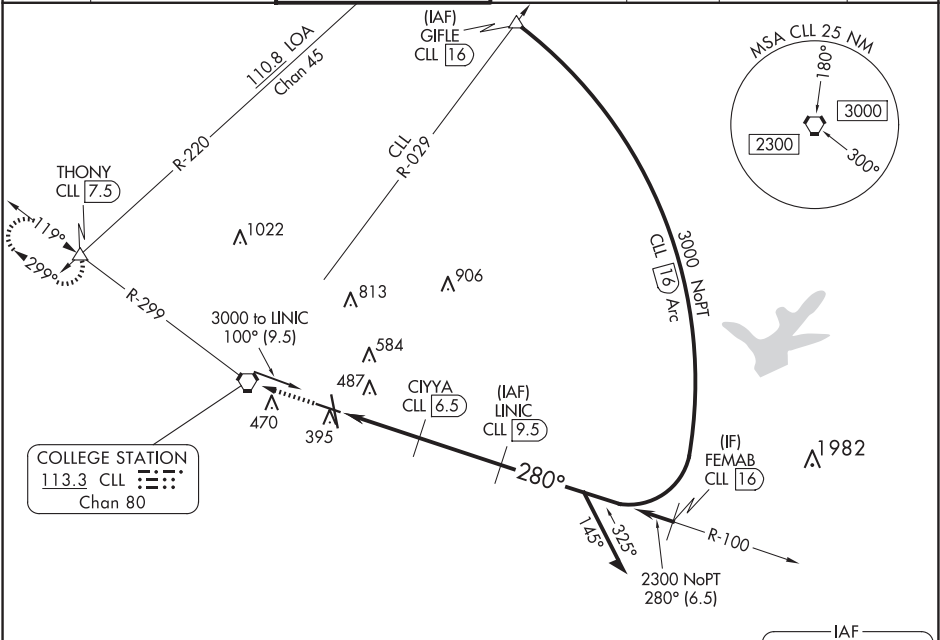 (IAF)
GIFLE
CLL 16
MSA CLL 25 NM
180°
3000
2300
300°
110.8 LOA
Chan 45
R-220
CLL
R-029
THONY
CLL 7.5
119°
299°
1022
R-299
813
906
3000 NoPT
CLL 16 Arc
3000 to LINIC
100° (9.5)
584
487
470
395
CIYYA
CLL 6.5
(IAF)
LINIC
CLL 9.5
280°
(IF)
FEMAB
CLL 16
1982
COLLEGE STATION
113.3 CLL
Chan 80
145°
325°
R-100
2300 NoPT
280° (6.5)
IAF